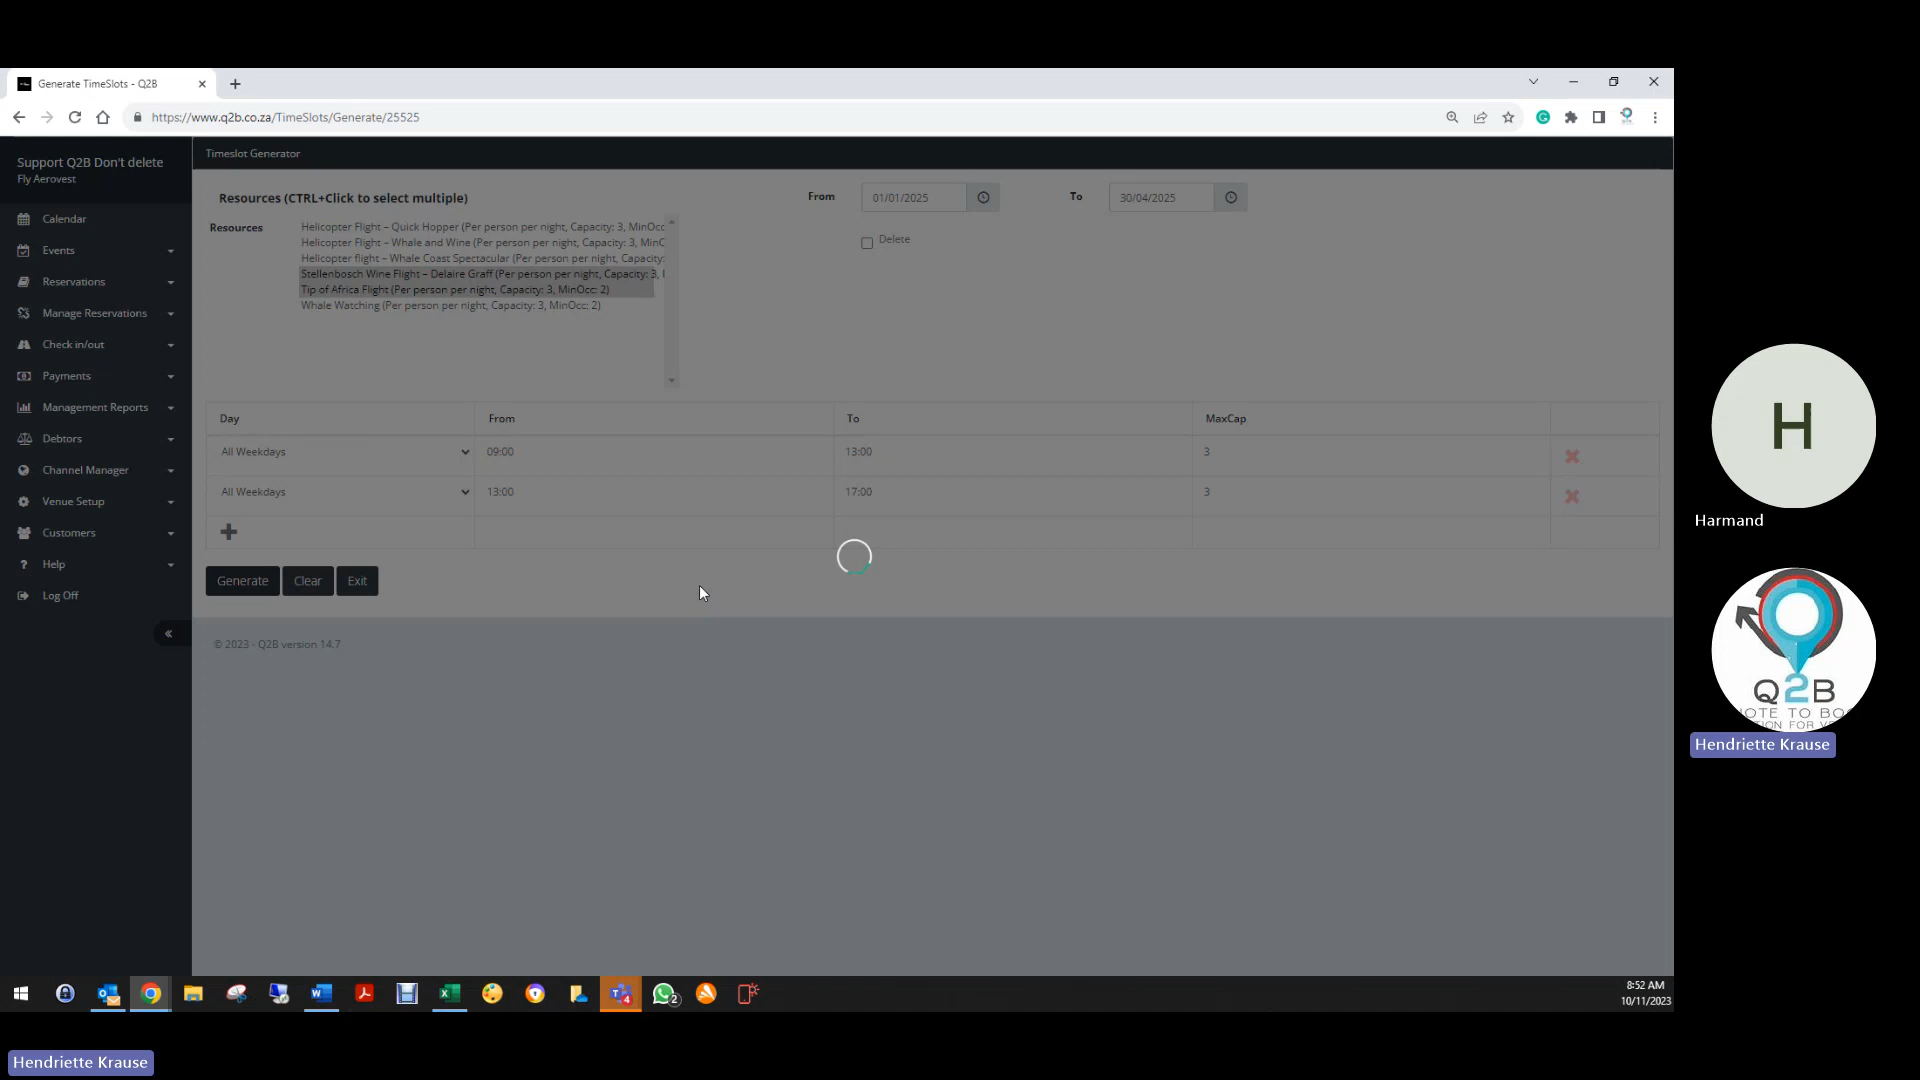 Generate TimeSlots - Q2B
https://www.q2b.co.za/TimeSlots/Generate/25525
Support Q2B Don't delete
Fly Aerovest
Calendar
Events
Reservations
Manage Reservations
Check in/out
Payments
Management Reports
Debtors
Channel Manager
Venue Setup
Customers
Help
Log Off
Timeslot Generator
Resources (CTRL+Click to select multiple)
From
01/01/2025
To
30/04/2025
Resources
Helicopter Flight – Quick Hopper (Per person per night, Capacity: 3, MinOcc
Helicopter Flight – Whale and Wine (Per person per night, Capacity: 3, MinC
Helicopter flight – Whale Coast Spectacular (Per person per night, Capacity:
Stellenbosch Wine Flight – Delaire Graff (Per person per night, Capacity: 3,
Tip of Africa Flight (Per person per night, Capacity: 3, MinOcc: 2)
Whale Watching (Per person per night, Capacity: 3, MinOcc: 2)
Delete
Day From To MaxCap
All Weekdays 09:00 13:00 3
All Weekdays 13:00 17:00 3
Generate Clear Exit
© 2023 - Q2B version 14.7
H
Harmand
Q2B
Hendriette Krause
4
2
8:52 AM
10/11/2023
Hendriette Krause